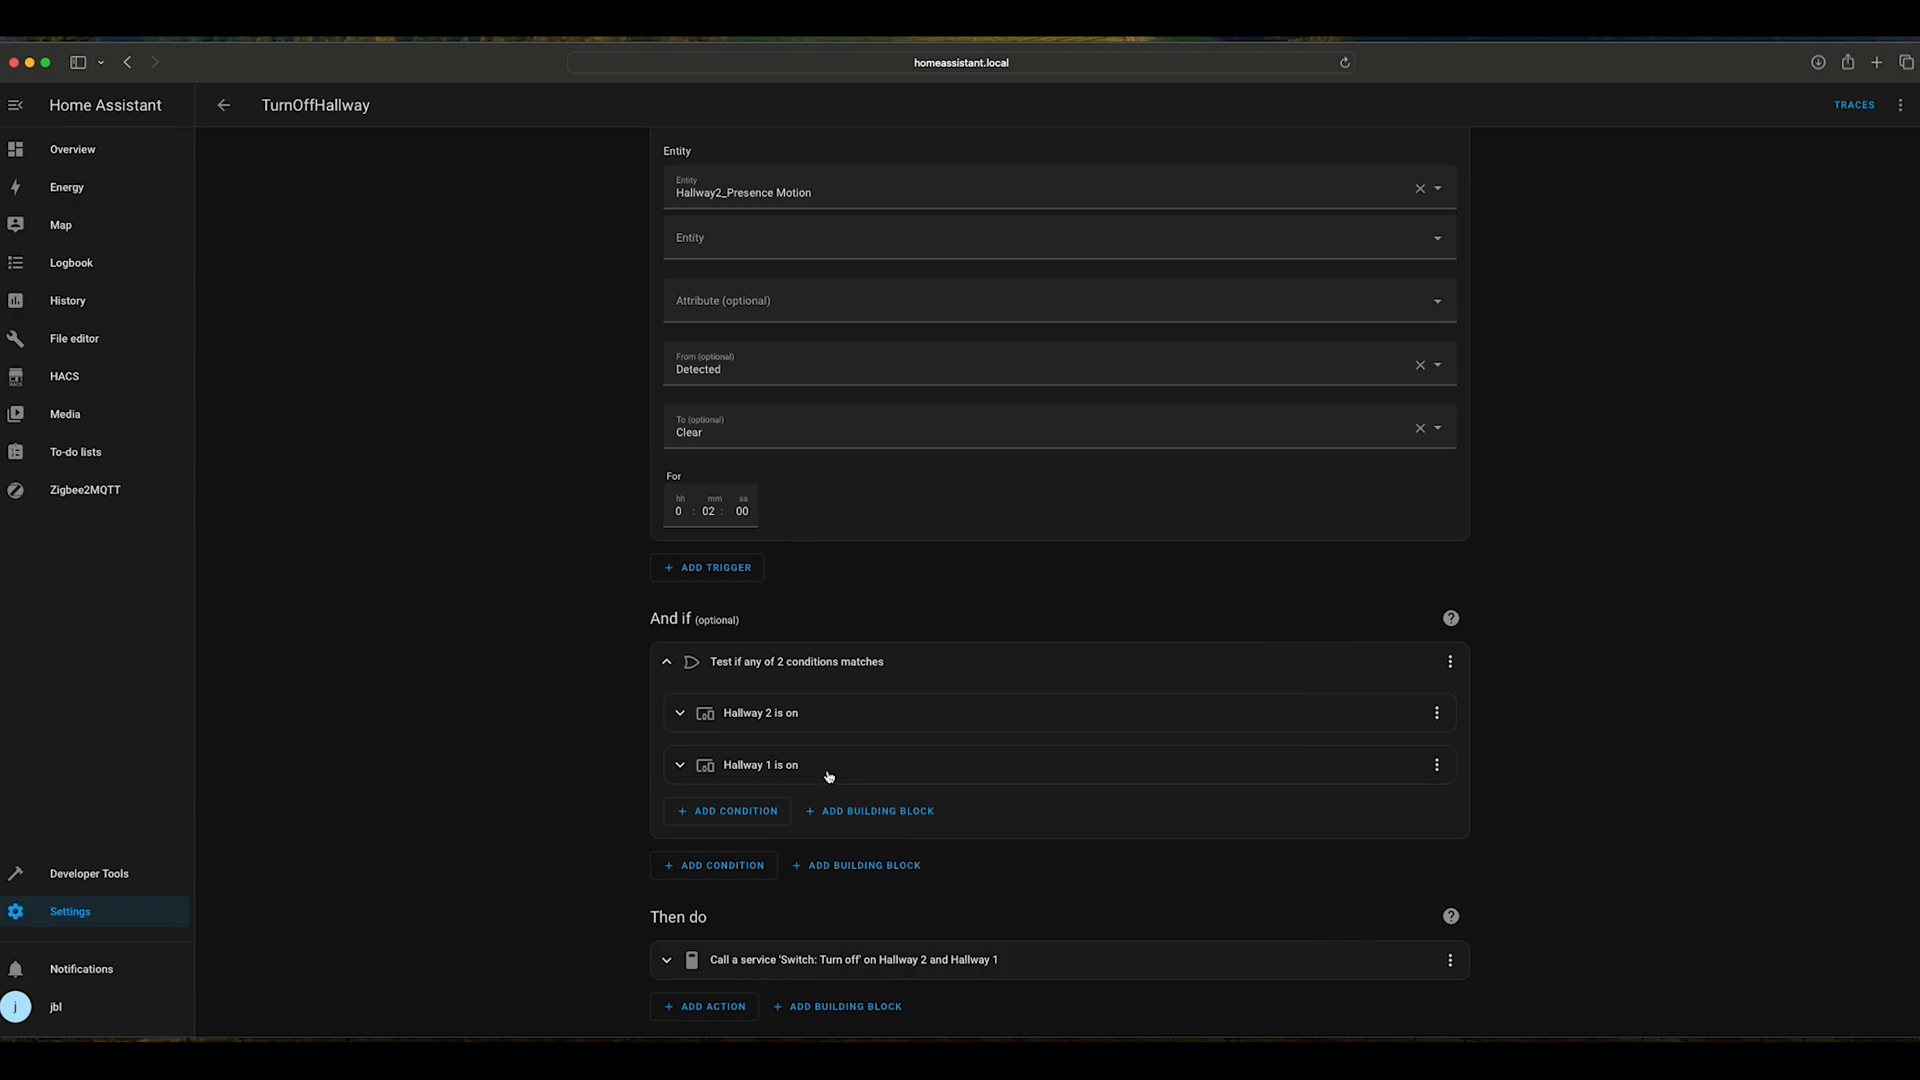 homeassistant.local
Home Assistant
TurnOffHallway
TRACES
Overview
Energy
Map
Logbook
History
File editor
HACS
Media
To-do lists
Zigbee2MQTT
Developer Tools
Settings
Notifications
j
jbl
Entity
Entity
Hallway2_Presence Motion
Entity
Attribute (optional)
From (optional)
Detected
To (optional)
Clear
For
hh mm ss
0 : 02 : 00
+ ADD TRIGGER
And if (optional)
Test if any of 2 conditions matches
Hallway 2 is on
Hallway 1 is on
+ ADD CONDITION + ADD BUILDING BLOCK
+ ADD CONDITION + ADD BUILDING BLOCK
Then do
Call a service 'Switch: Turn off' on Hallway 2 and Hallway 1
+ ADD ACTION + ADD BUILDING BLOCK